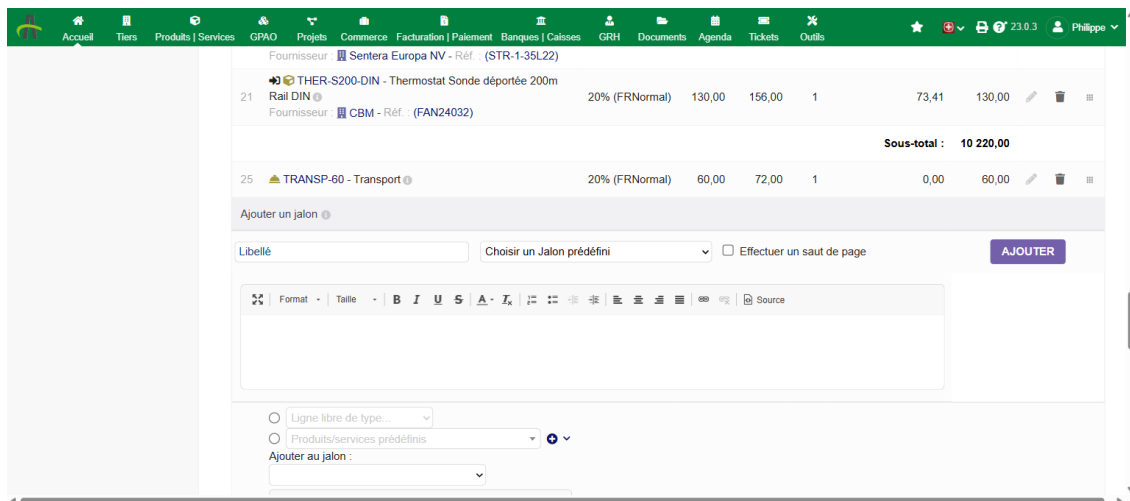 Accueil Tiers Produits | Services GPAO Projets Commerce Facturation | Paiement Banques | Caisses GRH Documents Agenda Tickets Outils 23.0.3 Philippe
Fournisseur : Sentera Europa NV - Réf. : (STR-1-35L22)
THER-S200-DIN - Thermostat Sonde déportée 200m
21 Rail DIN 20% (FRNormal) 130,00 156,00 1 73,41 130,00
Fournisseur : CBM - Réf. : (FAN24032)
Sous-total : 10 220,00
25 TRANSP-60 - Transport 20% (FRNormal) 60,00 72,00 1 0,00 60,00
Ajouter un jalon
Libellé Choisir un Jalon prédéfini Effectuer un saut de page AJOUTER
Format Taille B I U S A Ix Source
Ligne libre de type...
Produits/services prédéfinis
Ajouter au jalon :